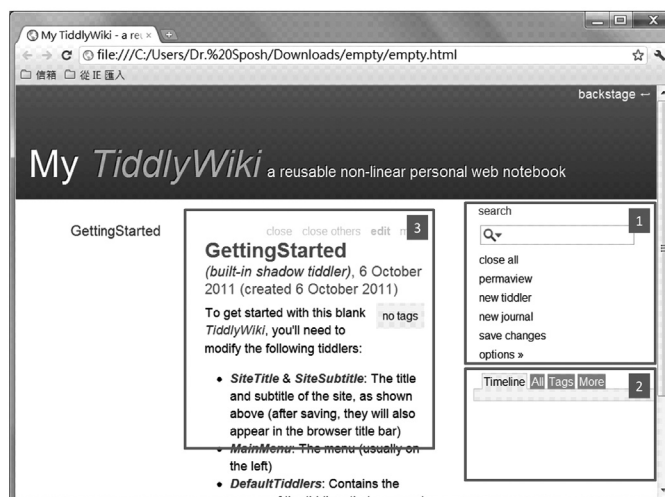 My TiddlyWiki - a re
file:///C:/Users/Dr.%20Sposh/Downloads/empty/empty.html
信箱 從 IE 匯入
backstage
My TiddlyWiki a reusable non-linear personal web notebook
GettingStarted
close close others edit m
3
GettingStarted
(built-in shadow tiddler), 6 October
2011 (created 6 October 2011)
no tags
To get started with this blank
TiddlyWiki, you'll need to
modify the following tiddlers:
• SiteTitle & SiteSubtitle: The title
and subtitle of the site, as shown
above (after saving, they will also
appear in the browser title bar)
• MainMenu: The menu (usually on
the left)
• DefaultTiddlers: Contains the
search
1
close all
permaview
new tiddler
new journal
save changes
options »
Timeline All Tags More
2